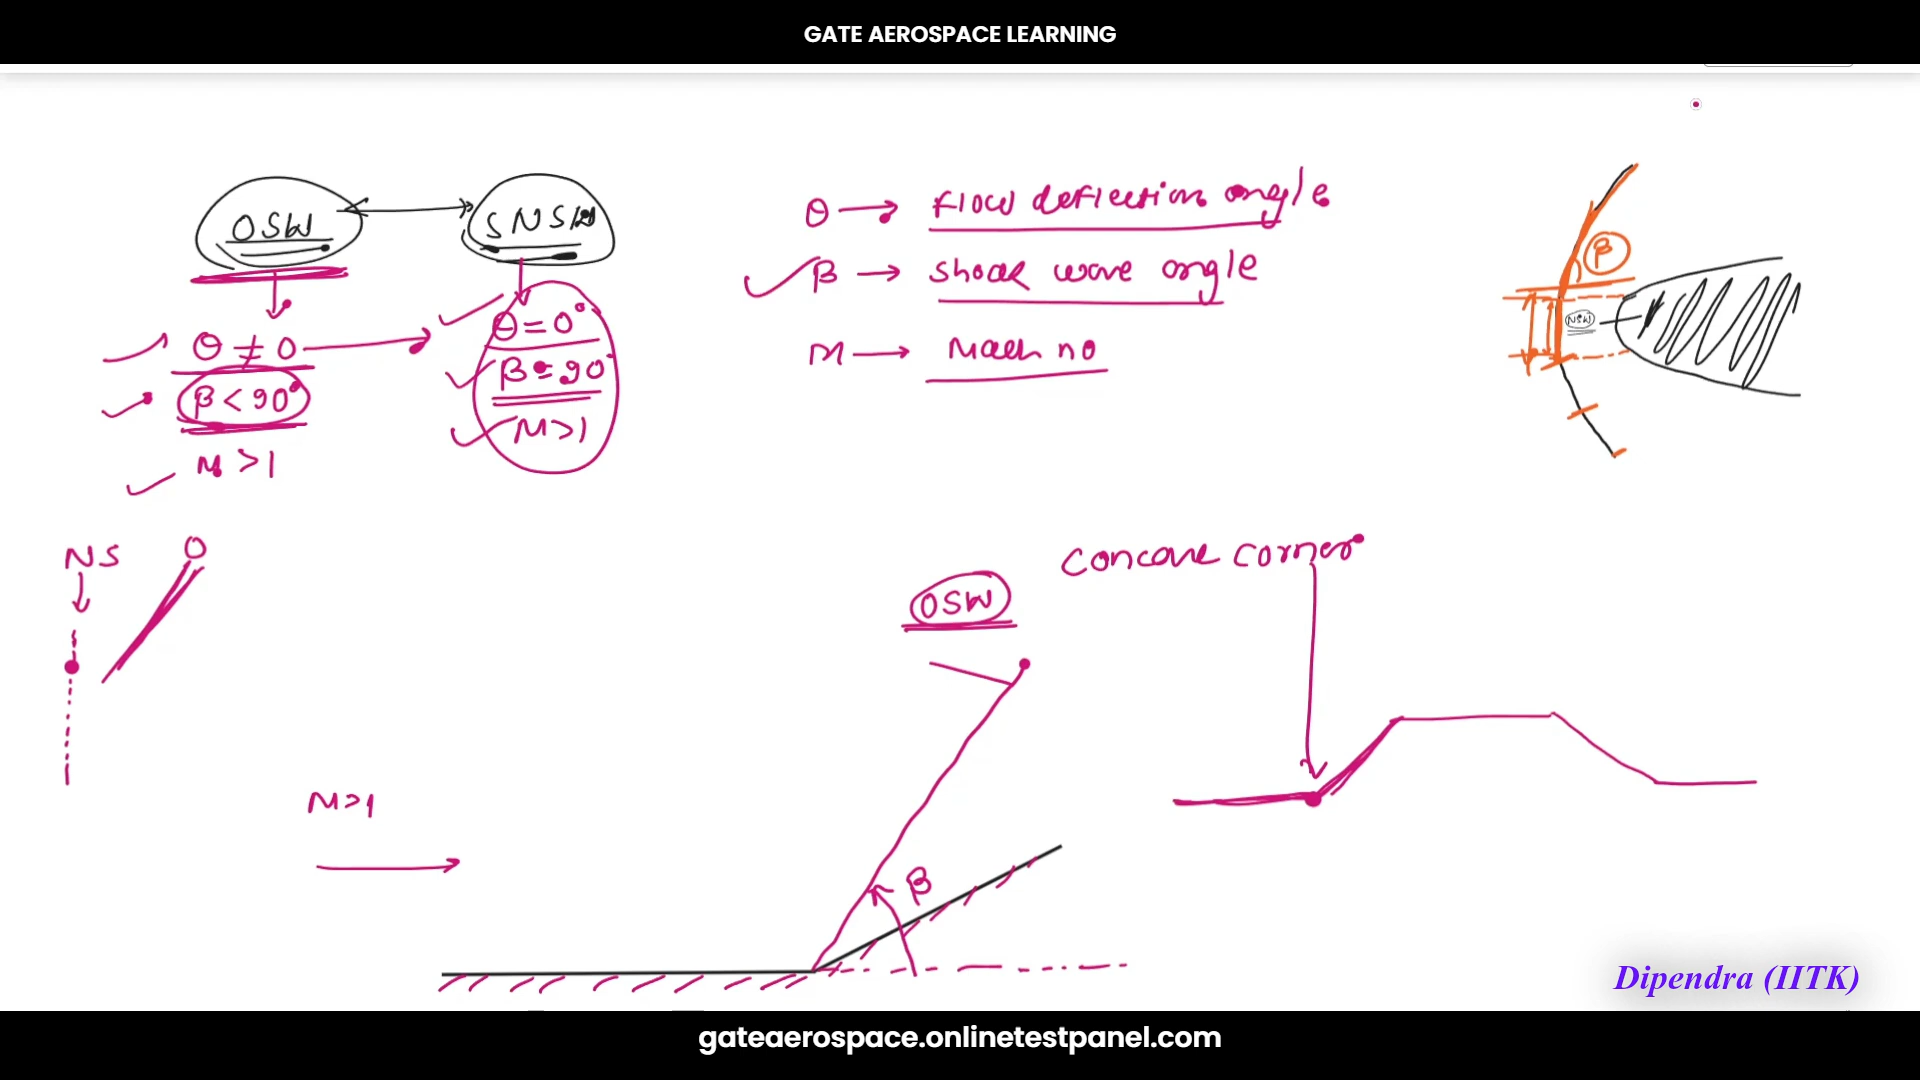 GATE AEROSPACE LEARNING
OSW
SNSW
θ → flow deflection angle
β → shock wave angle
M → Mach no
θ ≠ 0
β < 90°
M > 1
θ = 0°
β = 90°
M > 1
β
NSW
NS
O
OSW
Concave corner
M > 1
β
Dipendra (IITK)
gateaerospace.onlinetestpanel.com